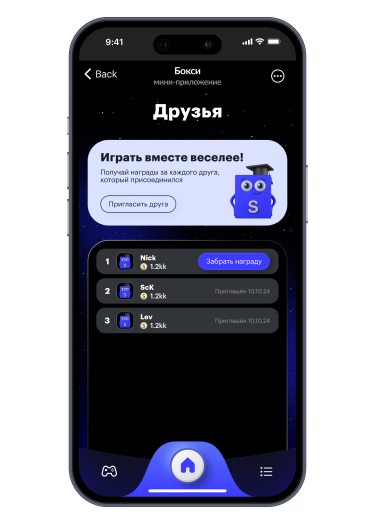 9:41
Back
Бокси
мини-приложение
Друзья
Играть вместе веселее!
Получай награды за каждого друга,
который присоединился
Пригласить друга
S
1 Nick Забрать награду
1.2kk
2 ScK Приглашён 10.10.24
1.2kk
3 Lev Приглашён 10.10.24
1.2kk